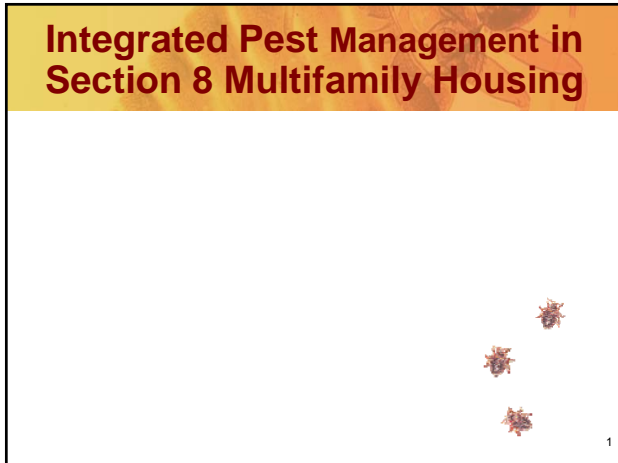 Integrated Pest Management in
Section 8 Multifamily Housing
1